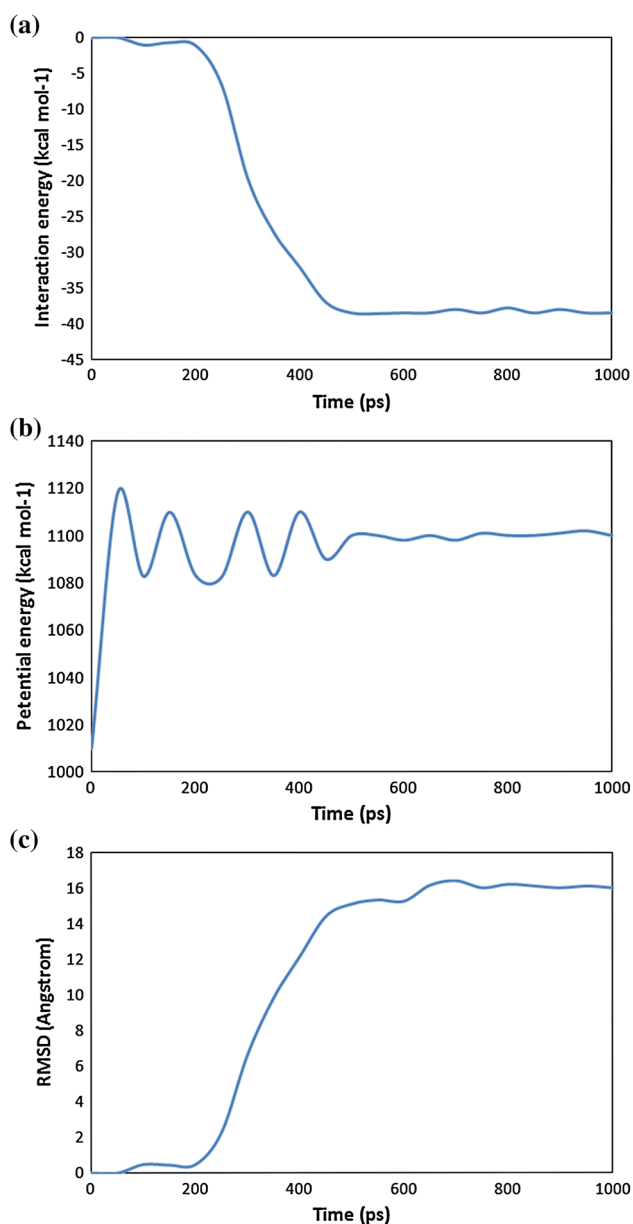 (a)
Interaction energy (kcal mol-1)
0
-5
-10
-15
-20
-25
-30
-35
-40
-45
0 200 400 600 800 1000
Time (ps)
(b)
Petential energy (kcal mol-1)
1140
1120
1100
1080
1060
1040
1020
1000
0 200 400 600 800 1000
Time (ps)
(c)
RMSD (Angstrom)
18
16
14
12
10
8
6
4
2
0
0 200 400 600 800 1000
Time (ps)